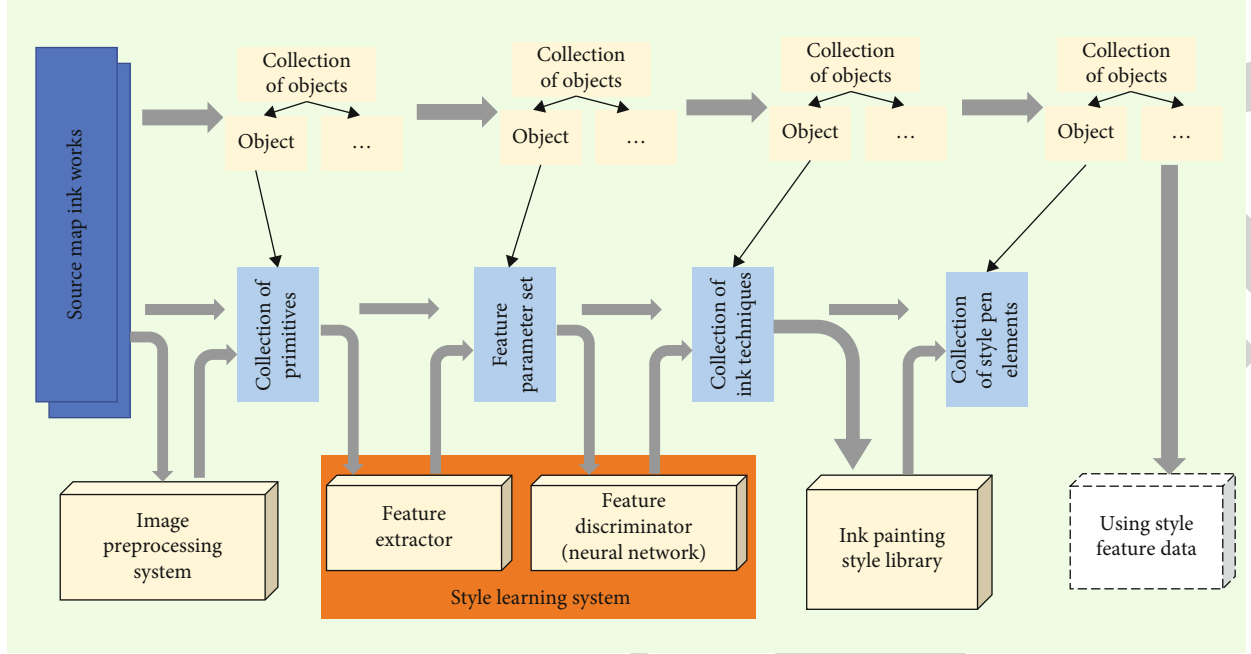 Source map ink works
Collection
of objects
Object
...
Collection
of objects
Object
...
Collection
of objects
Object
...
Collection
of objects
Object
...
Collection of
primitives
Feature
parameter set
Collection of
ink techniques
Collection
of style pen
elements
Image
preprocessing
system
Feature
extractor
Feature
discriminator
(neural network)
Style learning system
Ink painting
style library
Using style
feature data